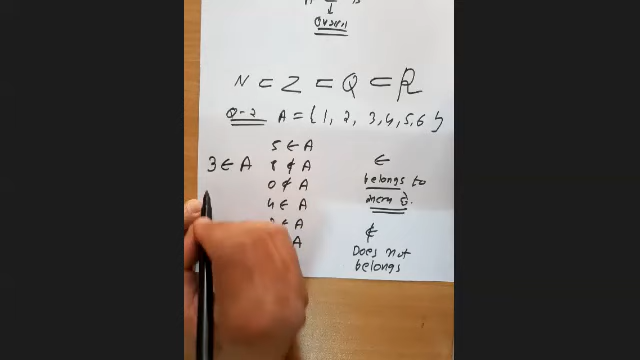 N ⊂ Z ⊂ Q ⊂ R
Q-2 A = { 1, 2, 3, 4, 5, 6 }
5 ∈ A
3 ∈ A 8 ∉ A
0 ∉ A
4 ∈ A
∈ A
A
∈
belongs to
∉
Does not
belongs